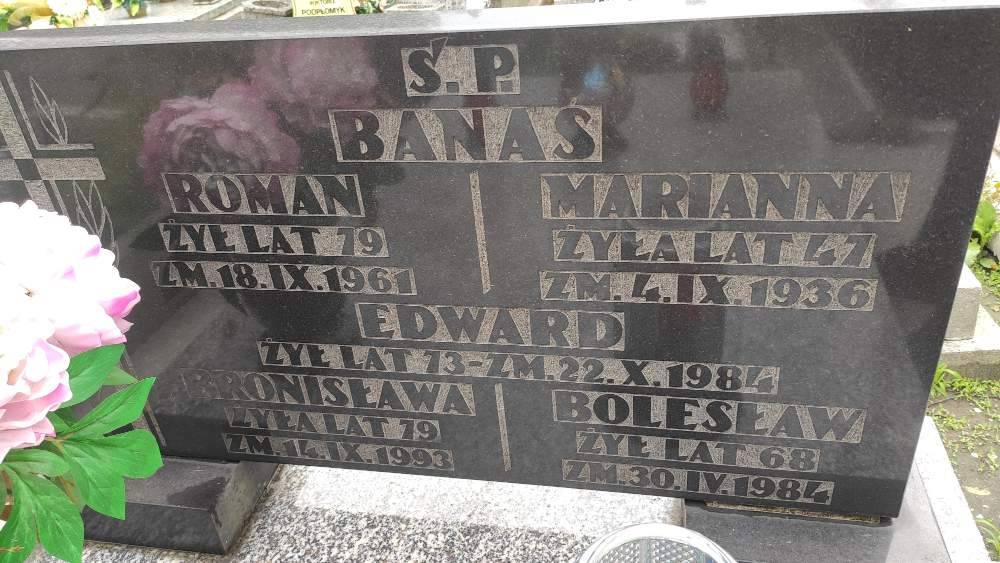 PODPŁOMYK
Ś.P.
BANAŚ
ROMAN
ŻYŁ LAT 79
ZM.18.IX.1961
MARIANNA
ŻYŁA LAT 47
ZM.4.IX.1936
EDWARD
ŻYŁ LAT 73-ZM.22.X.1984
BRONISŁAWA
ŻYŁA LAT 79
ZM.14.IX.1993
BOLESŁAW
ŻYŁ LAT 68
ZM.30.IV.1984